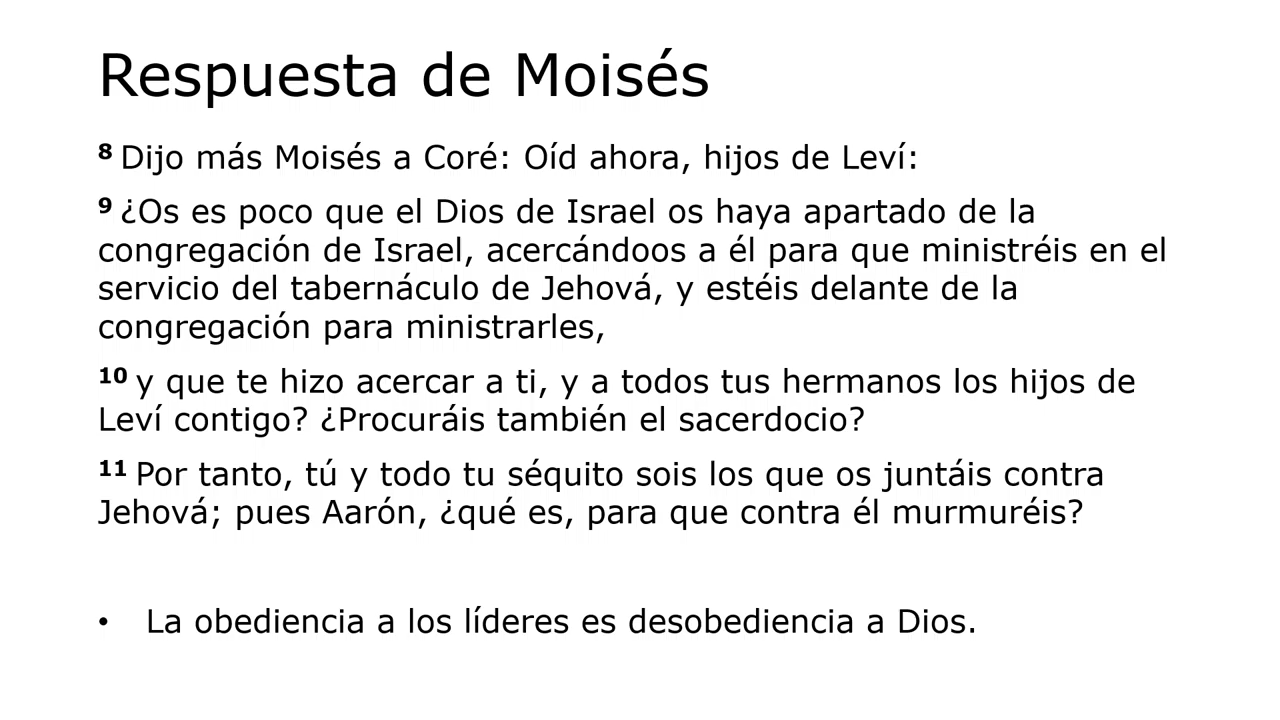 Respuesta de Moisés
8 Dijo más Moisés a Coré: Oíd ahora, hijos de Leví:
9 ¿Os es poco que el Dios de Israel os haya apartado de la
congregación de Israel, acercándoos a él para que ministréis en el
servicio del tabernáculo de Jehová, y estéis delante de la
congregación para ministrarles,
10 y que te hizo acercar a ti, y a todos tus hermanos los hijos de
Leví contigo? ¿Procuráis también el sacerdocio?
11 Por tanto, tú y todo tu séquito sois los que os juntáis contra
Jehová; pues Aarón, ¿qué es, para que contra él murmuréis?
• La obediencia a los líderes es desobediencia a Dios.